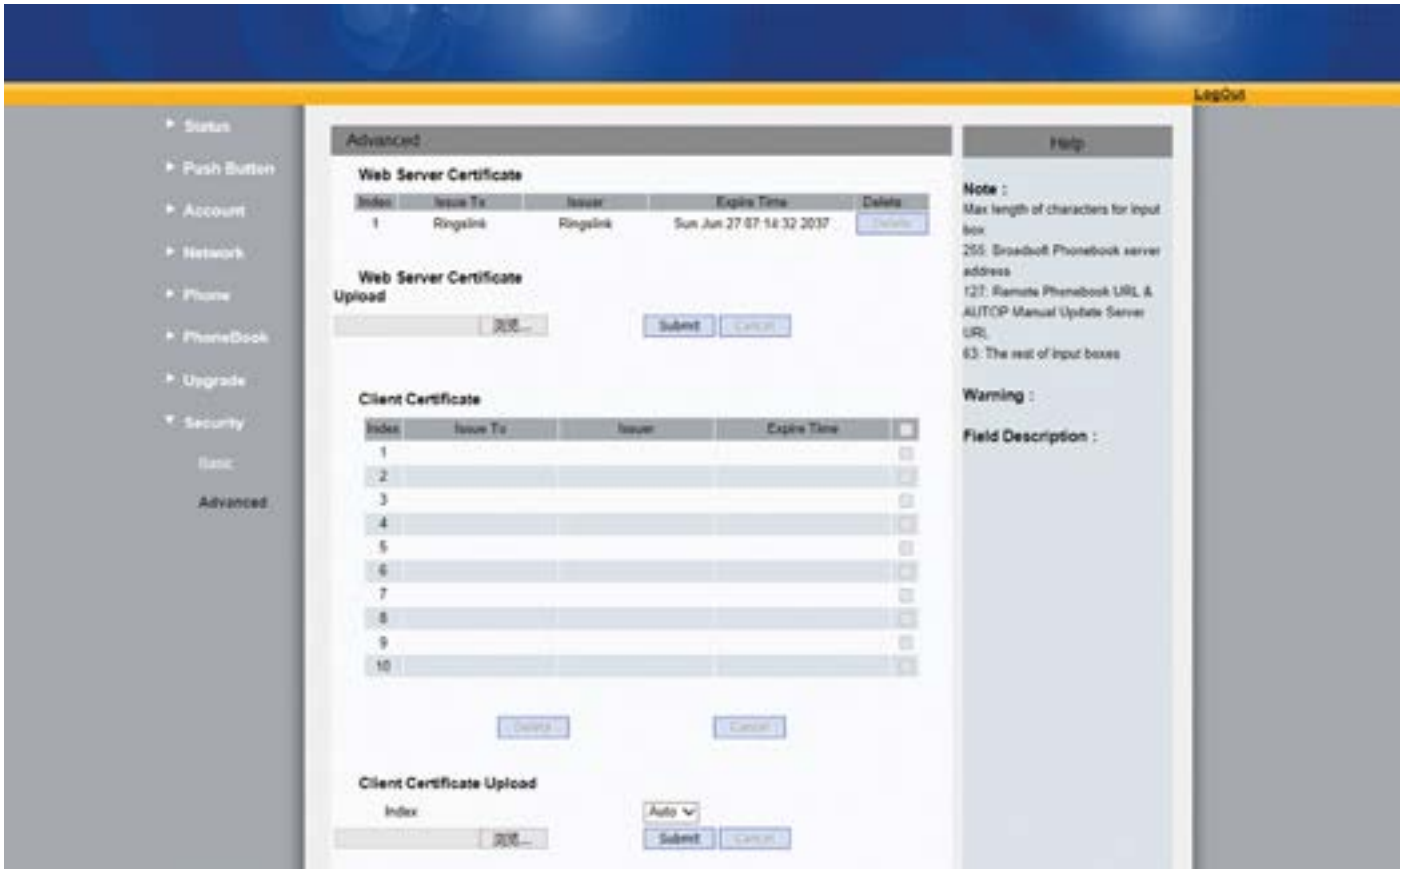 LogOut
Status
Push Button
Account
Network
Phone
PhoneBook
Upgrade
Security
Basic
Advanced
Advanced
Web Server Certificate
Index Issue To Issuer Expire Time Delete
1 Ringslink Ringslink Sun Jun 27 07:14:32 2037 Delete
Web Server Certificate
Upload
浏览... Submit Cancel
Client Certificate
Index Issue To Issuer Expire Time
1
2
3
4
5
6
7
8
9
10
Delete Cancel
Client Certificate Upload
Index Auto
浏览... Submit Cancel
Help
Note :
Max length of characters for input
box:
255: Broadsoft Phonebook server
address
127: Remote Phonebook URL &
AUTOP Manual Update Server
URL
63: The rest of input boxes
Warning :
Field Description :